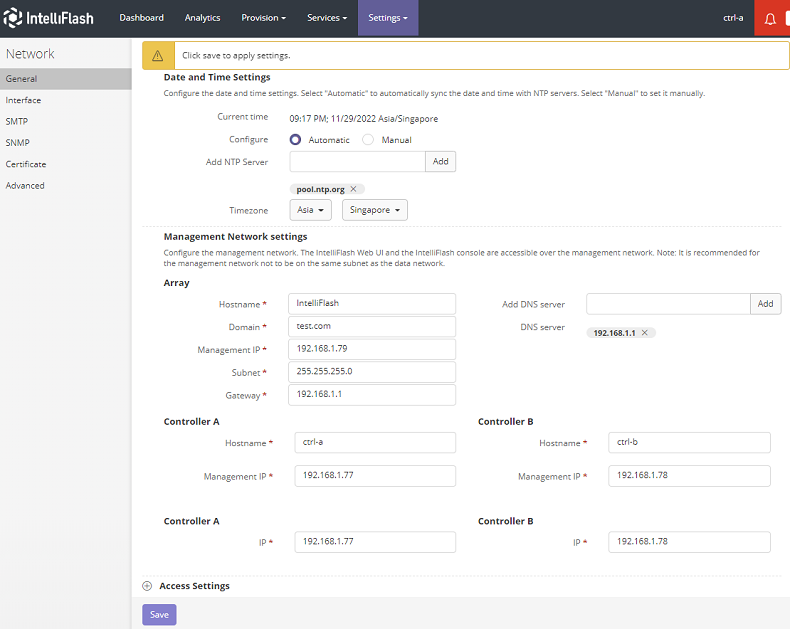 IntelliFlash Dashboard Analytics Provision Services Settings ctrl-a
Network
General
Interface
SMTP
SNMP
Certificate
Advanced
Click save to apply settings.
Date and Time Settings
Configure the date and time settings. Select "Automatic" to automatically sync the date and time with NTP servers. Select "Manual" to set it manually.
Current time 09:17 PM; 11/29/2022 Asia/Singapore
Configure Automatic Manual
Add NTP Server Add
pool.ntp.org
Timezone Asia Singapore
Management Network settings
Configure the management network. The IntelliFlash Web UI and the IntelliFlash console are accessible over the management network. Note: It is recommended for
the management network not to be on the same subnet as the data network.
Array
Hostname * IntelliFlash Add DNS server Add
Domain * test.com DNS server 192.168.1.1
Management IP * 192.168.1.79
Subnet * 255.255.255.0
Gateway * 192.168.1.1
Controller A Controller B
Hostname * ctrl-a Hostname * ctrl-b
Management IP * 192.168.1.77 Management IP * 192.168.1.78
Controller A Controller B
IP * 192.168.1.77 IP * 192.168.1.78
Access Settings
Save